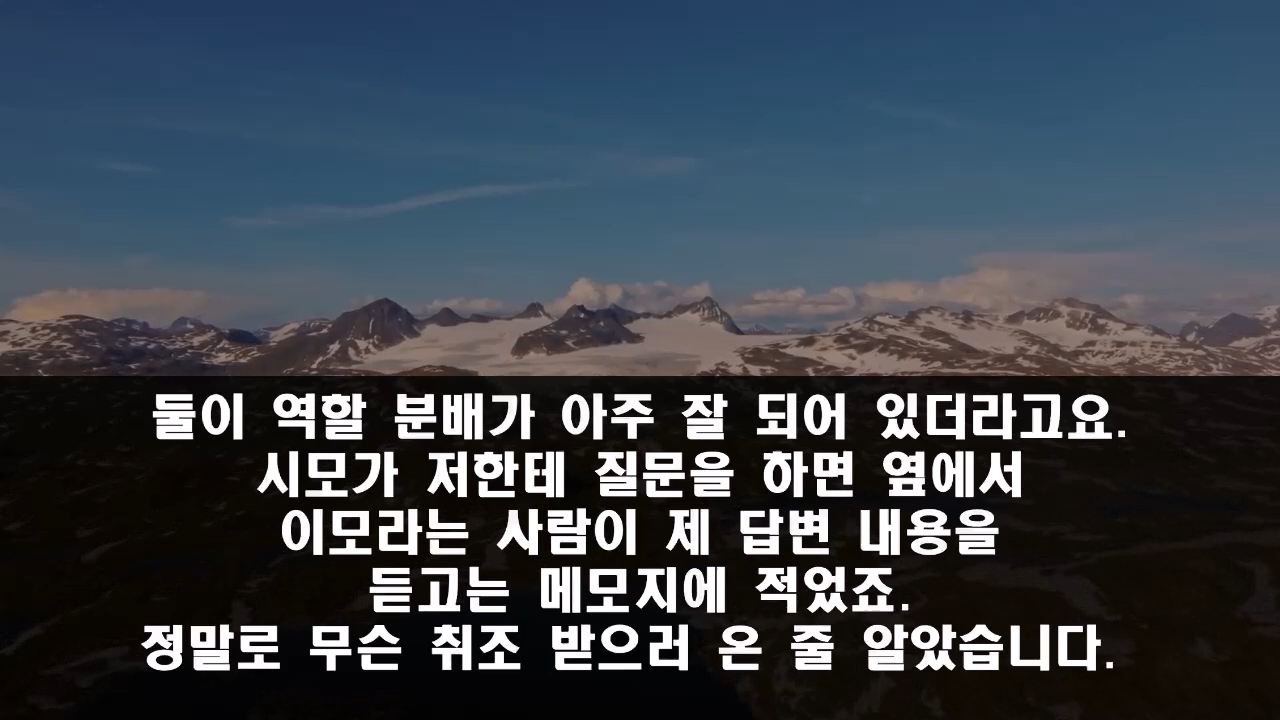 둘이 역할 분배가 아주 잘 되어 있더라고요.
시모가 저한테 질문을 하면 옆에서
이모라는 사람이 제 답변 내용을
듣고는 메모지에 적었죠.
정말로 무슨 취조 받으러 온 줄 알았습니다.